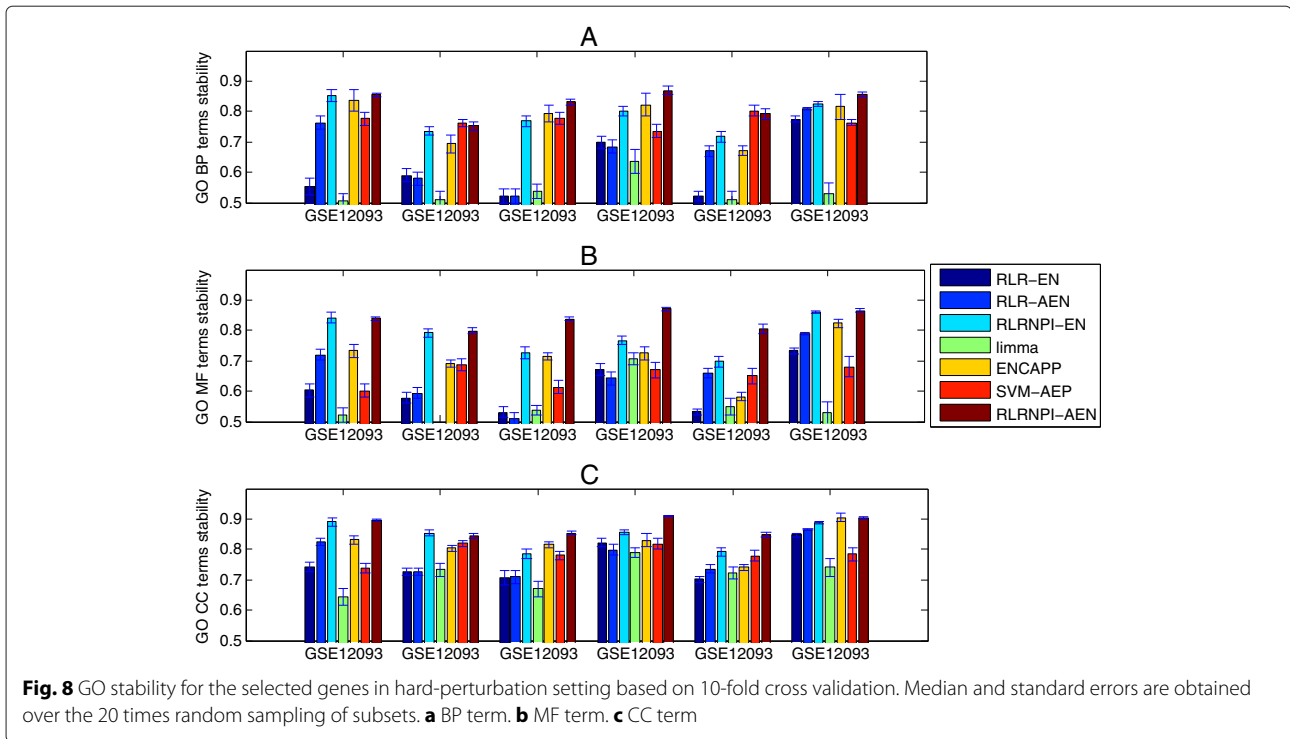 A
GO BP terms stability
0.9
0.8
0.7
0.6
0.5
GSE12093 GSE12093 GSE12093 GSE12093 GSE12093 GSE12093
B
GO MF terms stability
0.9
0.8
0.7
0.6
0.5
GSE12093 GSE12093 GSE12093 GSE12093 GSE12093 GSE12093
RLR−EN
RLR−AEN
RLRNPI−EN
limma
ENCAPP
SVM−AEP
RLRNPI−AEN
C
GO CC terms stability
0.9
0.8
0.7
0.6
0.5
GSE12093 GSE12093 GSE12093 GSE12093 GSE12093 GSE12093
Fig. 8 GO stability for the selected genes in hard-perturbation setting based on 10-fold cross validation. Median and standard errors are obtained
over the 20 times random sampling of subsets. a BP term. b MF term. c CC term